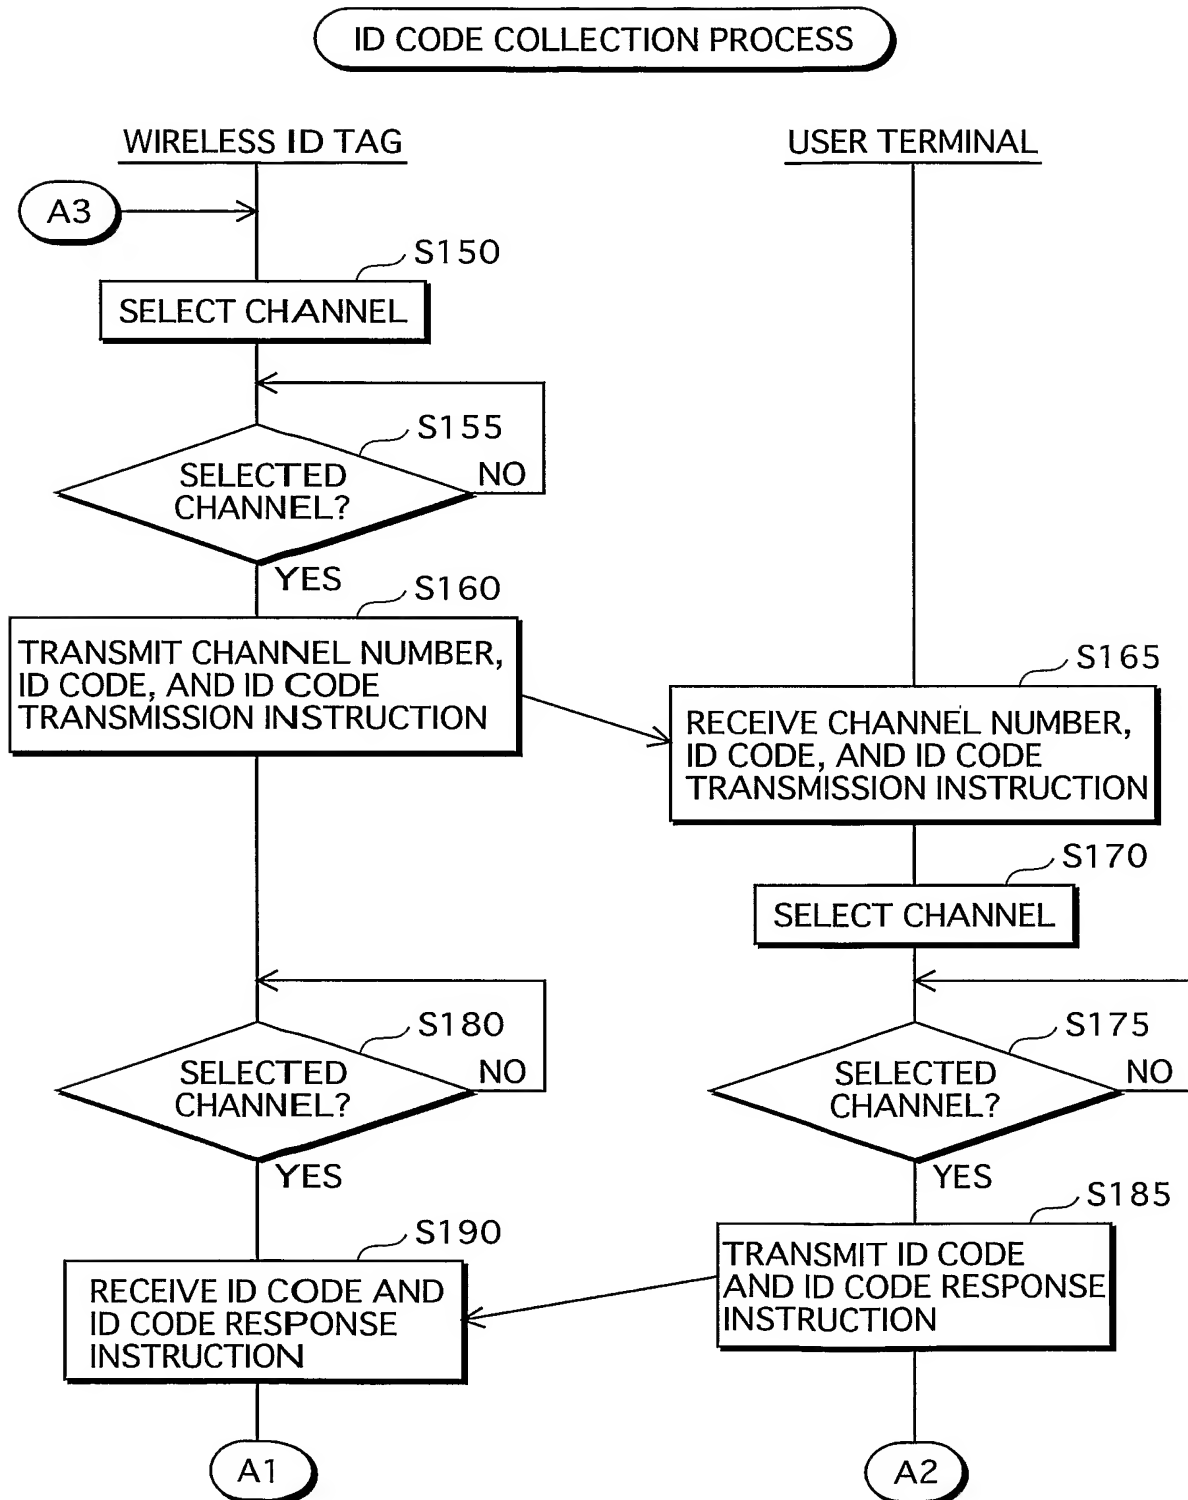 ID CODE COLLECTION PROCESS
WIRELESS ID TAG
USER TERMINAL
A3
S150
SELECT CHANNEL
S155
SELECTED
CHANNEL?
NO
YES
S160
TRANSMIT CHANNEL NUMBER,
ID CODE, AND ID CODE
TRANSMISSION INSTRUCTION
S165
RECEIVE CHANNEL NUMBER,
ID CODE, AND ID CODE
TRANSMISSION INSTRUCTION
S170
SELECT CHANNEL
S180
SELECTED
CHANNEL?
NO
YES
S175
SELECTED
CHANNEL?
NO
YES
S185
TRANSMIT ID CODE
AND ID CODE RESPONSE
INSTRUCTION
S190
RECEIVE ID CODE AND
ID CODE RESPONSE
INSTRUCTION
A1
A2